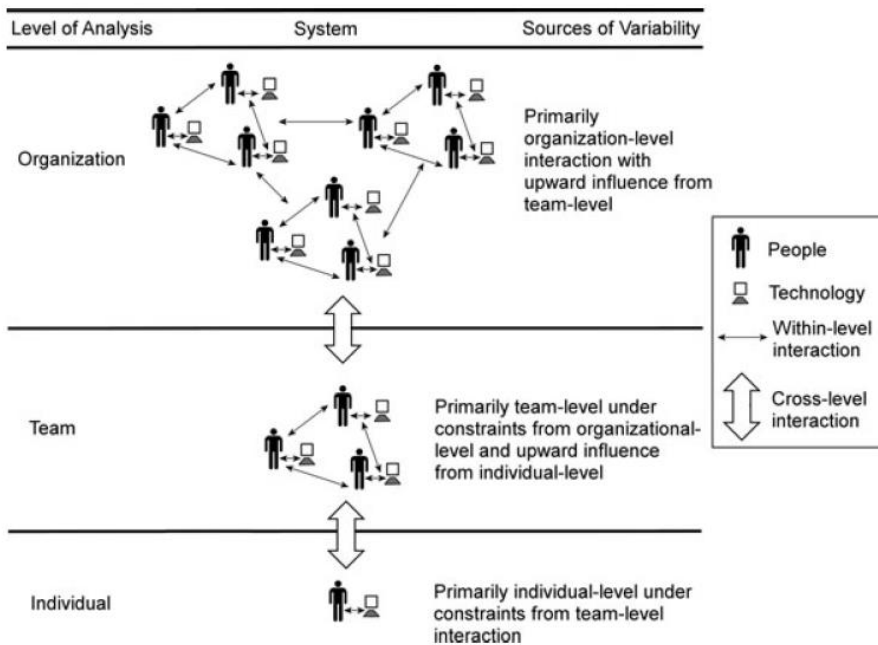 Level of Analysis
System
Sources of Variability
Organization
Primarily
organization-level
interaction with
upward influence from
team-level
Team
Primarily team-level under
constraints from organizational-
level and upward influence
from individual-level
Individual
Primarily individual-level under
constraints from team-level
interaction
People
Technology
Within-level
interaction
Cross-level
interaction